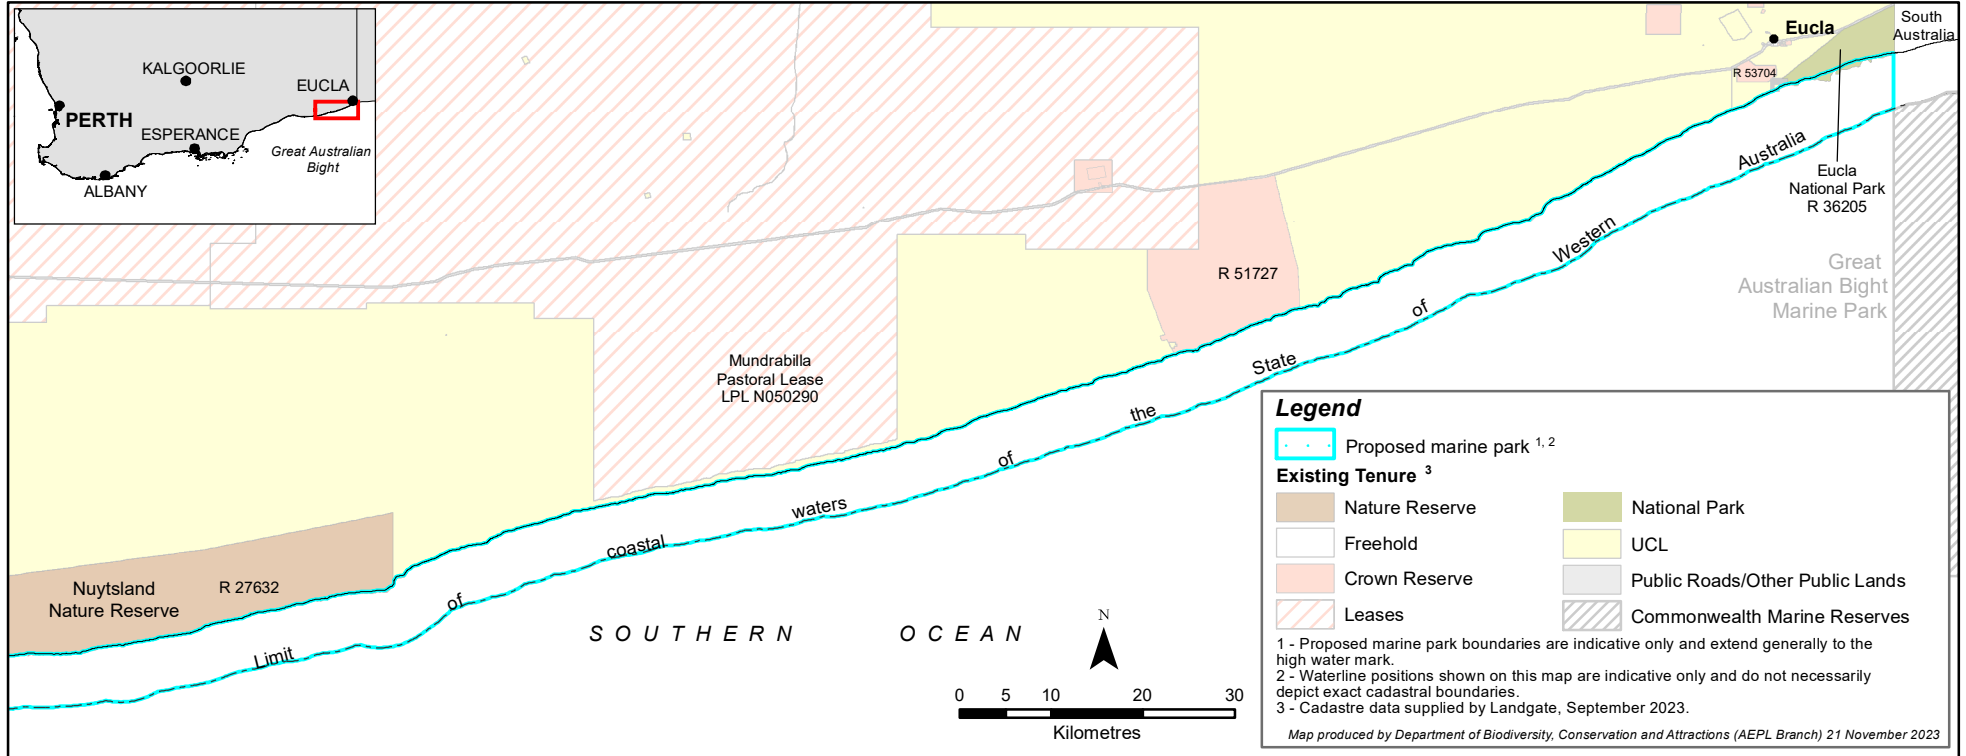 KALGOORLIE
EUCLA
PERTH
ESPERANCE
Great Australian
Bight
ALBANY
South
Australia
Eucla
R 53704
Eucla
National Park
R 36205
Great
Australian Bight
Marine Park
R 51727
Mundrabilla
Pastoral Lease
LPL N050290
Nuytsland
Nature Reserve
R 27632
Limit of coastal waters of the State of Western Australia
SOUTHERN OCEAN
N
0 5 10 20 30
Kilometres
Legend
Proposed marine park 1, 2
Existing Tenure 3
Nature Reserve
Freehold
Crown Reserve
Leases
National Park
UCL
Public Roads/Other Public Lands
Commonwealth Marine Reserves
1 - Proposed marine park boundaries are indicative only and extend generally to the
high water mark.
2 - Waterline positions shown on this map are indicative only and do not necessarily
depict exact cadastral boundaries.
3 - Cadastre data supplied by Landgate, September 2023.
Map produced by Department of Biodiversity, Conservation and Attractions (AEPL Branch) 21 November 2023